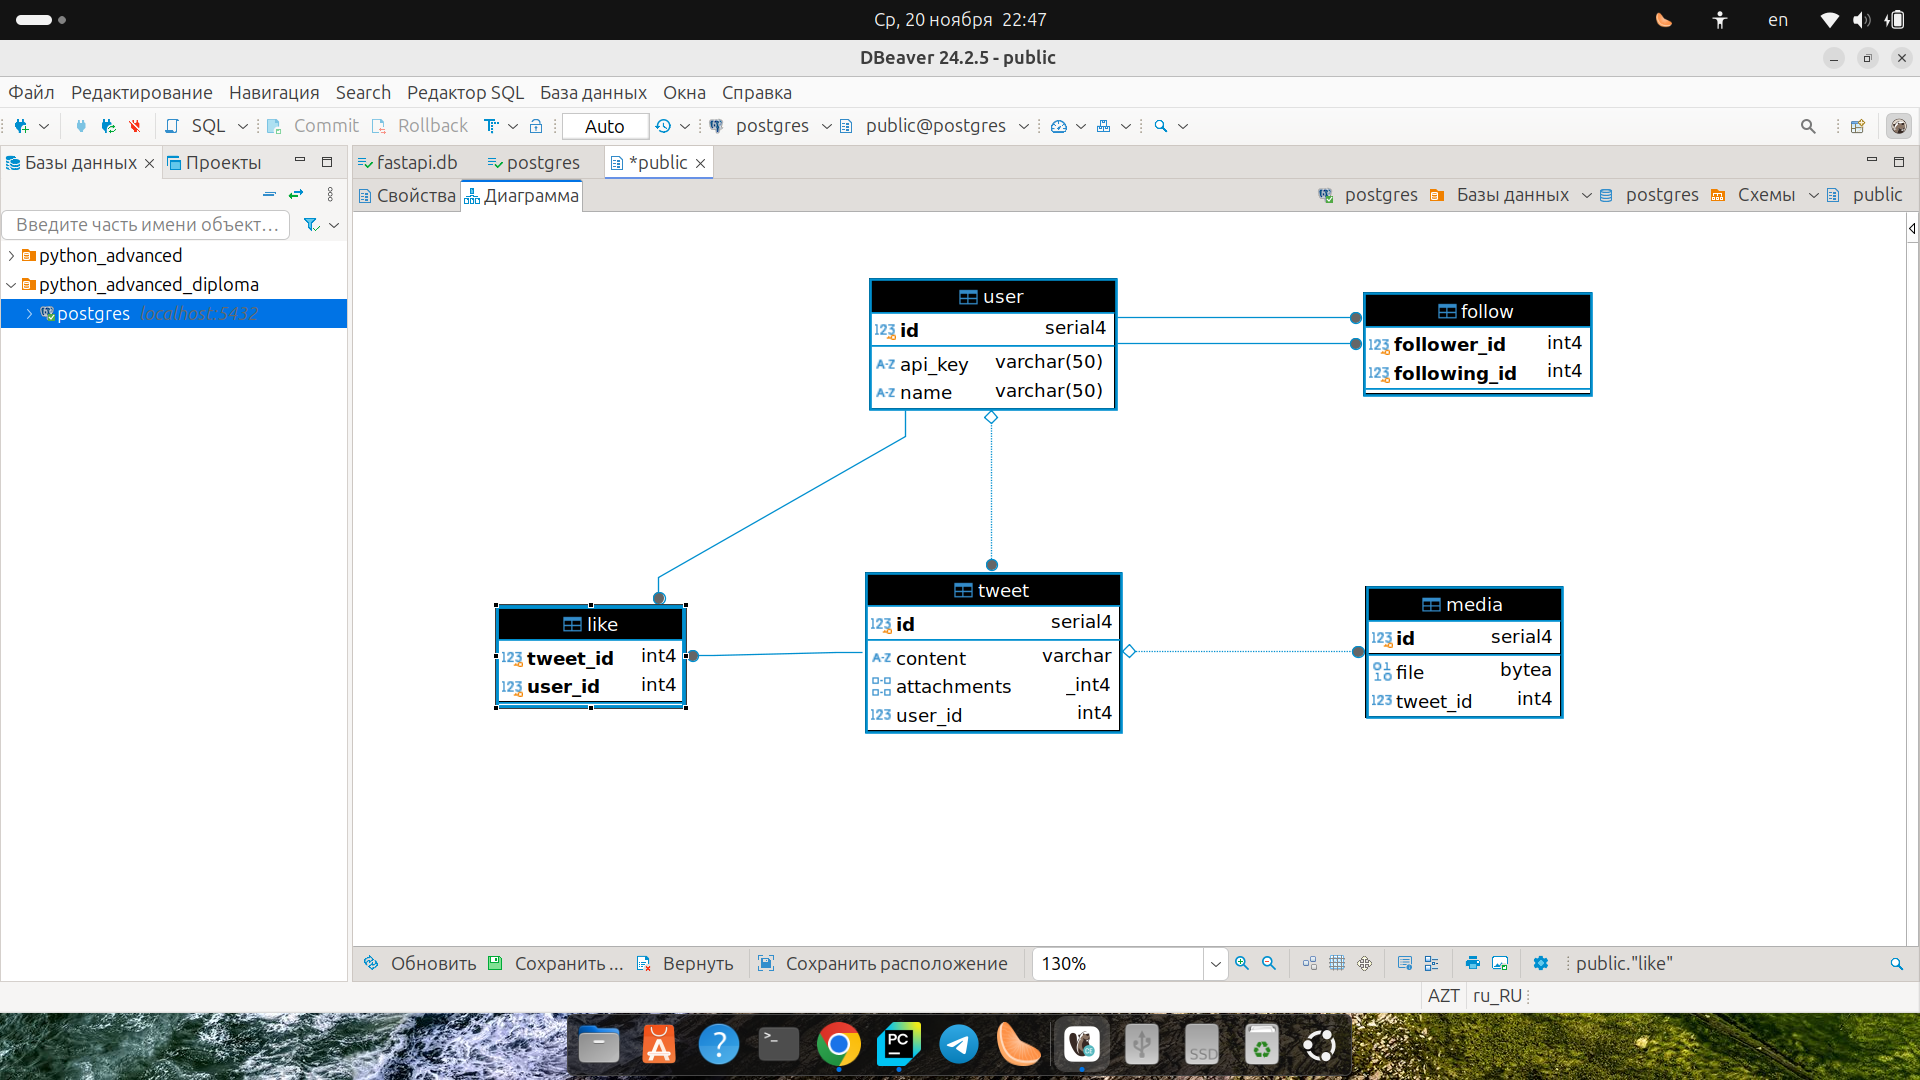 Ср, 20 ноября 22:47
en
DBeaver 24.2.5 - public
Файл Редактирование Навигация Search Редактор SQL База данных Окна Справка
SQL Commit Rollback Auto postgres public@postgres
Базы данных Проекты
fastapi.db postgres *public
Свойства Диаграмма
postgres Базы данных postgres Схемы public
Введите часть имени объект...
python_advanced
python_advanced_diploma
postgres localhost:5432
user
123 id serial4
A-Z api_key varchar(50)
A-Z name varchar(50)
follow
123 follower_id int4
123 following_id int4
like
123 tweet_id int4
123 user_id int4
tweet
123 id serial4
A-Z content varchar
attachments _int4
123 user_id int4
media
123 id serial4
file bytea
123 tweet_id int4
Обновить Сохранить ... Вернуть Сохранить расположение 130% public."like"
AZT ru_RU
PC
SSD